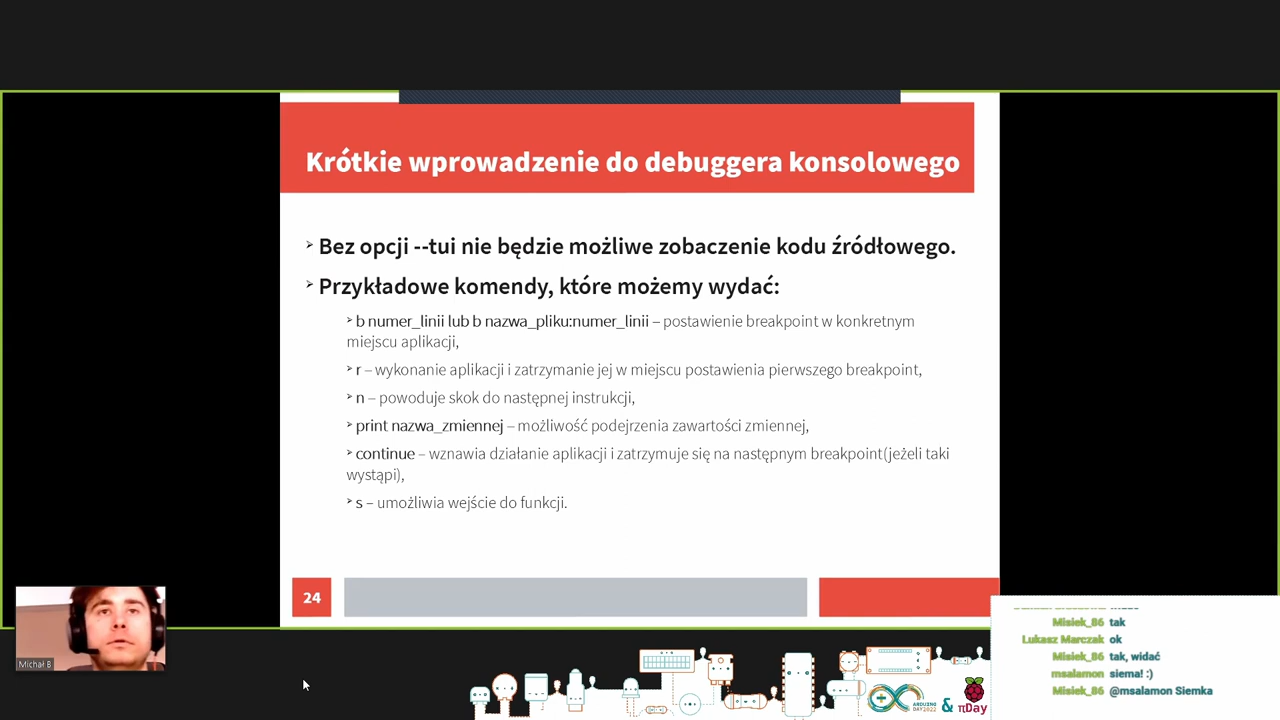 Krótkie wprowadzenie do debuggera konsolowego
Bez opcji --tui nie będzie możliwe zobaczenie kodu źródłowego.
Przykładowe komendy, które możemy wydać:
b numer_linii lub b nazwa_pliku:numer_linii – postawienie breakpoint w konkretnym
miejscu aplikacji,
r – wykonanie aplikacji i zatrzymanie jej w miejscu postawienia pierwszego breakpoint,
n – powoduje skok do następnej instrukcji,
print nazwa_zmiennej – możliwość podejrzenia zawartości zmiennej,
continue – wznawia działanie aplikacji i zatrzymuje się na następnym breakpoint(jeżeli taki
wystąpi),
s – umożliwia wejście do funkcji.
24
Michał B
Misiek_86 tak
Lukasz Marczak ok
Misiek_86 tak, widać
msalamon siema! :)
Misiek_86 @msalamon Siemka
ARDUINO
DAY2022
&
πDay